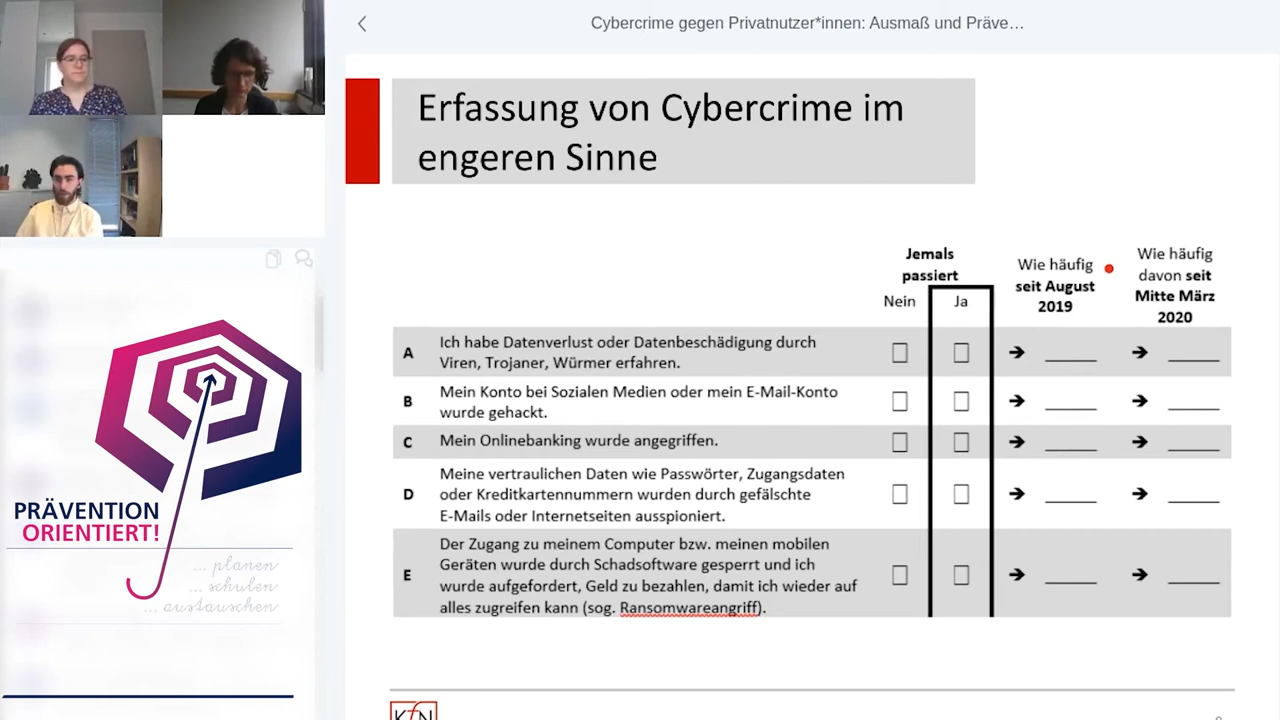 Cybercrime gegen Privatnutzer*innen: Ausmaß und Präve…
Erfassung von Cybercrime im
engeren Sinne
Jemals
passiert
Nein
Ja
Wie häufig
seit August
2019
Wie häufig
davon seit
Mitte März
2020
A
Ich habe Datenverlust oder Datenbeschädigung durch
Viren, Trojaner, Würmer erfahren.
B
Mein Konto bei Sozialen Medien oder mein E-Mail-Konto
wurde gehackt.
C
Mein Onlinebanking wurde angegriffen.
D
Meine vertraulichen Daten wie Passwörter, Zugangsdaten
oder Kreditkartennummern wurden durch gefälschte
E-Mails oder Internetseiten ausspioniert.
E
Der Zugang zu meinem Computer bzw. meinen mobilen
Geräten wurde durch Schadsoftware gesperrt und ich
wurde aufgefordert, Geld zu bezahlen, damit ich wieder auf
alles zugreifen kann (sog. Ransomwareangriff).
PRÄVENTION
ORIENTIERT!
... planen
... schulen
... austauschen
KfN